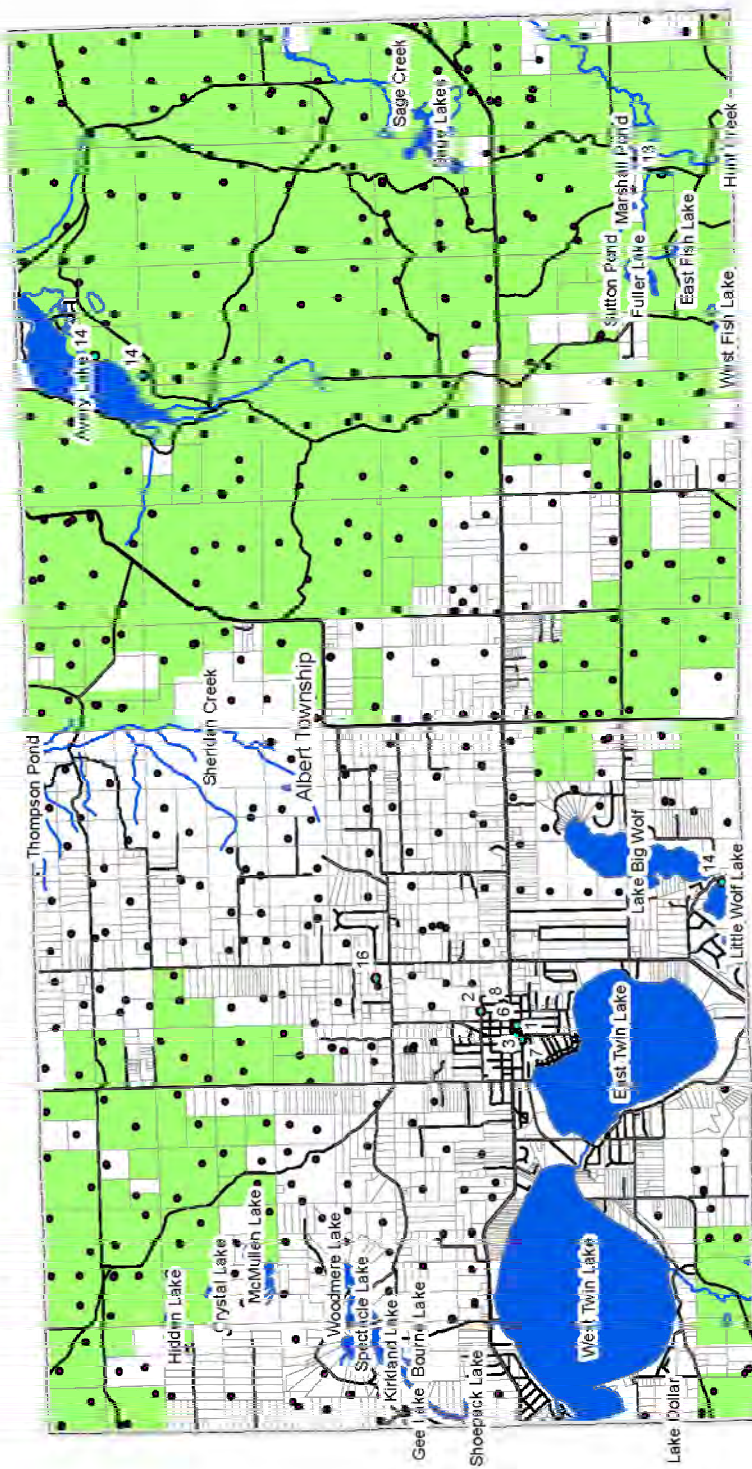 Thompson Pond
Avery Lake
14
14
Hidden Lake
Crystal Lake
McMullen Lake
Sheridan Creek
Albert Township
Woodmere Lake
Spectacle Lake
Kirkland Lake
16
Sage Creek
Sage Lakes
Gee Lake
Bourne Lake
Shoepack Lake
2
8
6
3
1
7
West Twin Lake
East Twin Lake
Lake Big Wolf
14
Little Wolf Lake
Lake Dollar
Sutton Pond
Marshall Pond
Fuller Lake
13
East Fish Lake
West Fish Lake
Hunt Creek